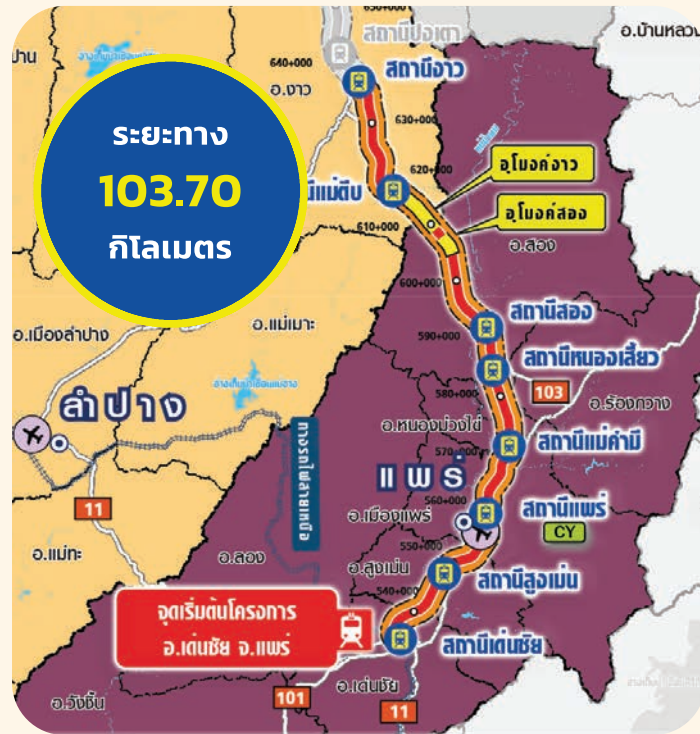 650+000
สถานีปงเตา
อ.บ้านหลวง
640+000
สถานีงาว
อ.งาว
ระยะทาง
103.70
กิโลเมตร
630+000
620+000
610+000
อุโมงค์งาว
อุโมงค์สอง
อ.สอง
600+000
สถานีสอง
590+000
สถานีหนองเสี้ยว
580+000
103
อ.ร้องกวาง
อ.เมืองลำปาง
อ.แม่เมาะ
ลำปาง
อ.หนองม่วงไข่
570+000
สถานีแม่คำมี
แพร่
560+000
สถานีแพร่
CY
อ.เมืองแพร่
ทางรถไฟสายเหนือ
11
อ.แม่ทะ
อ.ลอง
550+000
อ.สูงเม่น
สถานีสูงเม่น
540+000
จุดเริ่มต้นโครงการ
อ.เด่นชัย จ.แพร่
สถานีเด่นชัย
อ.วังชิ้น
101
อ.เด่นชัย
11